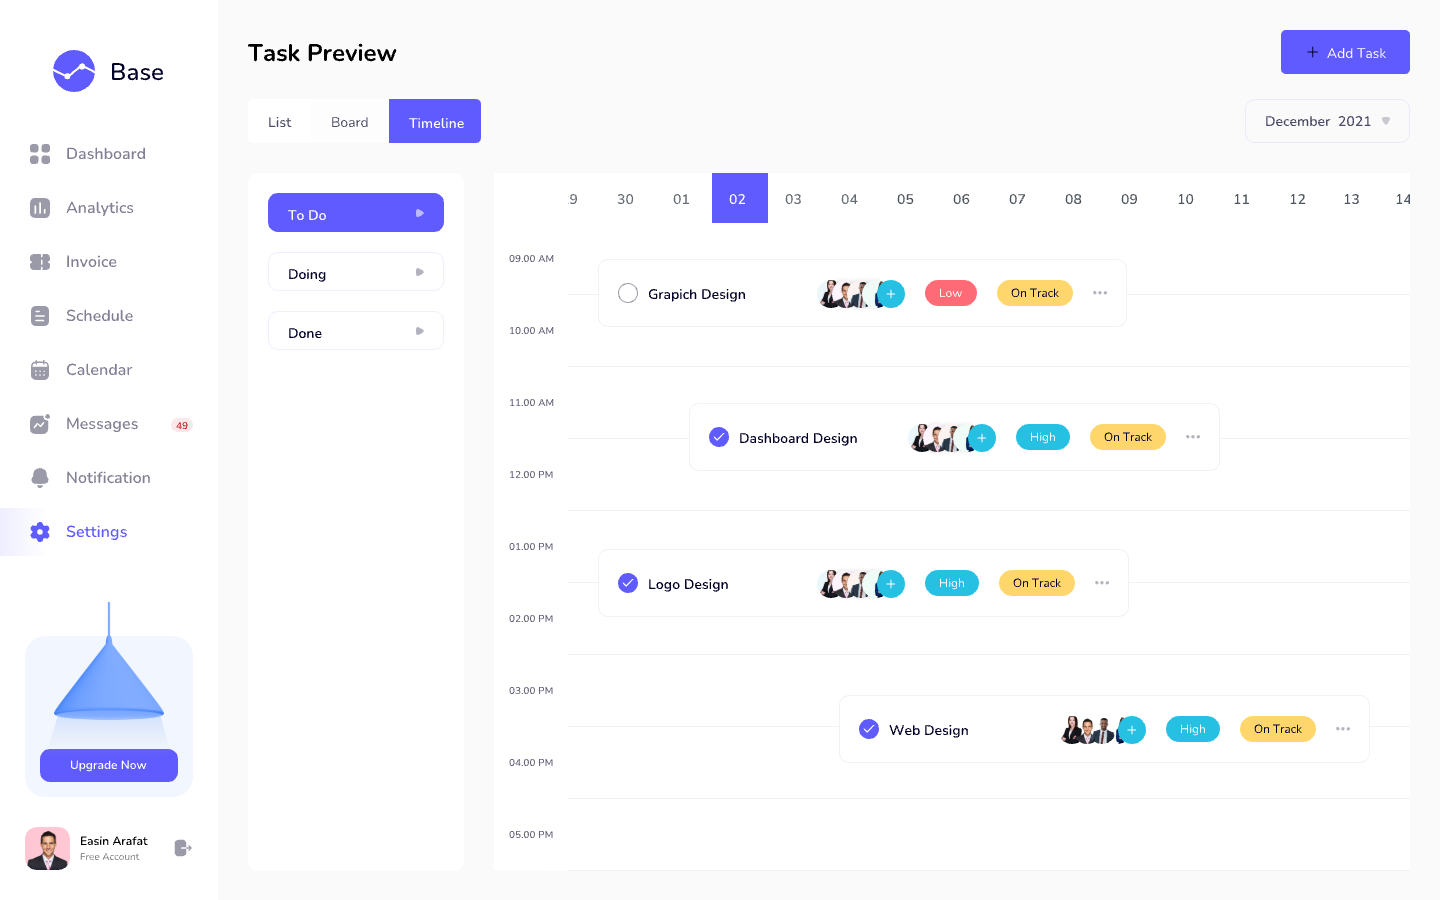 Base
Dashboard
Analytics
Invoice
Schedule
Calendar
Messages 49
Notification
Settings
Upgrade Now
Easin Arafat
Free Account
Task Preview
+ Add Task
List Board Timeline
December 2021
To Do
Doing
Done
9 30 01 02 03 04 05 06 07 08 09 10 11 12 13 14
09.00 AM
Grapich Design + Low On Track
10.00 AM
11.00 AM
Dashboard Design + High On Track
12.00 PM
01.00 PM
Logo Design + High On Track
02.00 PM
03.00 PM
Web Design + High On Track
04.00 PM
05.00 PM